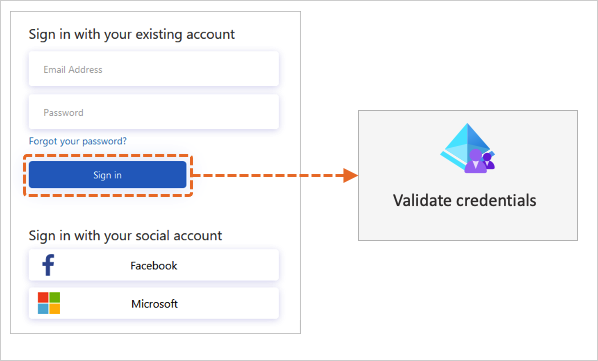 Sign in with your existing account
Email Address
Password
Forgot your password?
Sign in
Validate credentials
Sign in with your social account
Facebook
Microsoft